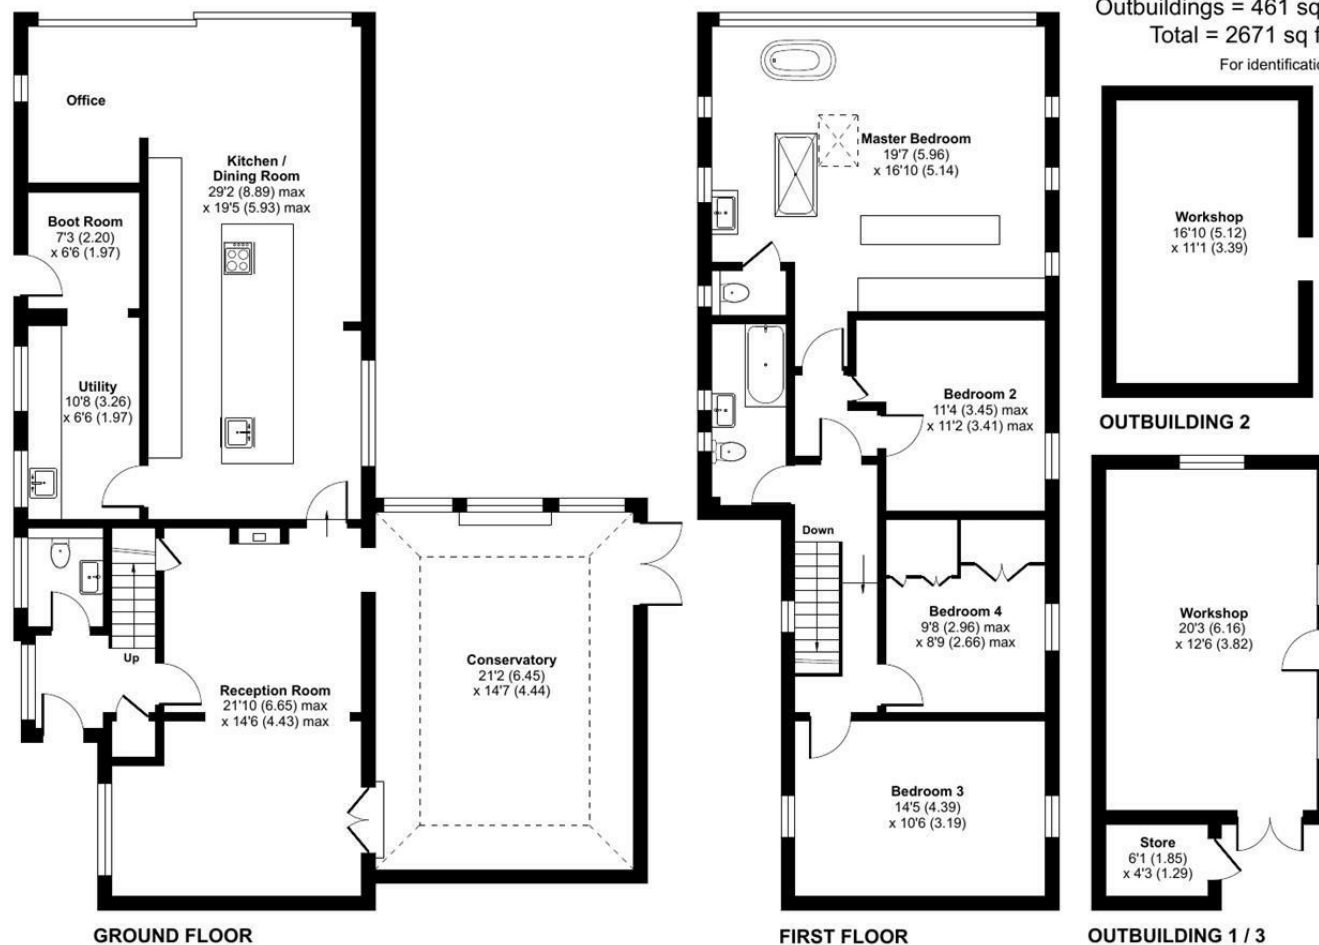 Outbuildings = 461 sq
Total = 2671 sq f
For identificatio
Office
Kitchen /
Dining Room
29'2 (8.89) max
x 19'5 (5.93) max
Boot Room
7'3 (2.20)
x 6'6 (1.97)
Utility
10'8 (3.26)
x 6'6 (1.97)
Up
Reception Room
21'10 (6.65) max
x 14'6 (4.43) max
Conservatory
21'2 (6.45)
x 14'7 (4.44)
GROUND FLOOR
Master Bedroom
19'7 (5.96)
x 16'10 (5.14)
Bedroom 2
11'4 (3.45) max
x 11'2 (3.41) max
Down
Bedroom 4
9'8 (2.96) max
x 8'9 (2.66) max
Bedroom 3
14'5 (4.39)
x 10'6 (3.19)
FIRST FLOOR
Workshop
16'10 (5.12)
x 11'1 (3.39)
OUTBUILDING 2
Workshop
20'3 (6.16)
x 12'6 (3.82)
Store
6'1 (1.85)
x 4'3 (1.29)
OUTBUILDING 1 / 3